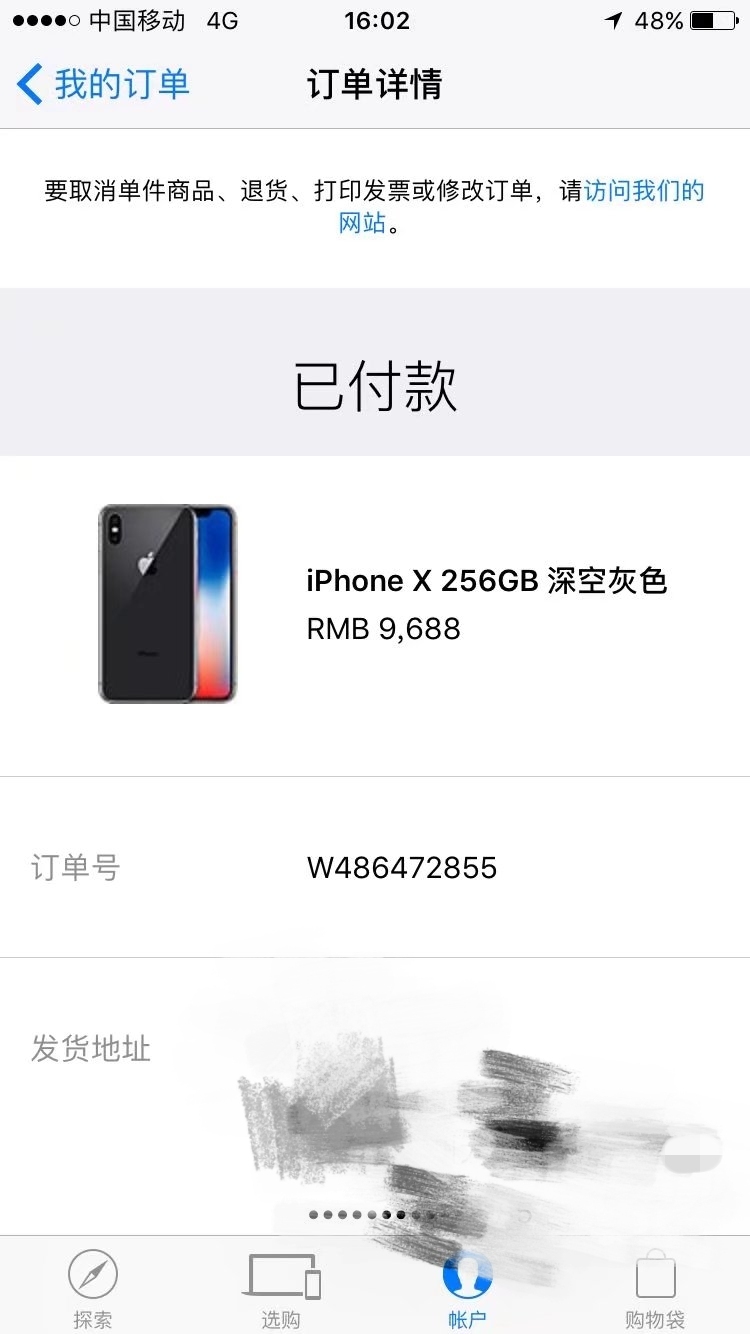 中国移动 4G 16:02 48%
我的订单 订单详情
要取消单件商品、退货、打印发票或修改订单，请访问我们的
网站。
已付款
iPhone X 256GB 深空灰色
RMB 9,688
订单号 W486472855
发货地址
探索 选购 帐户 购物袋